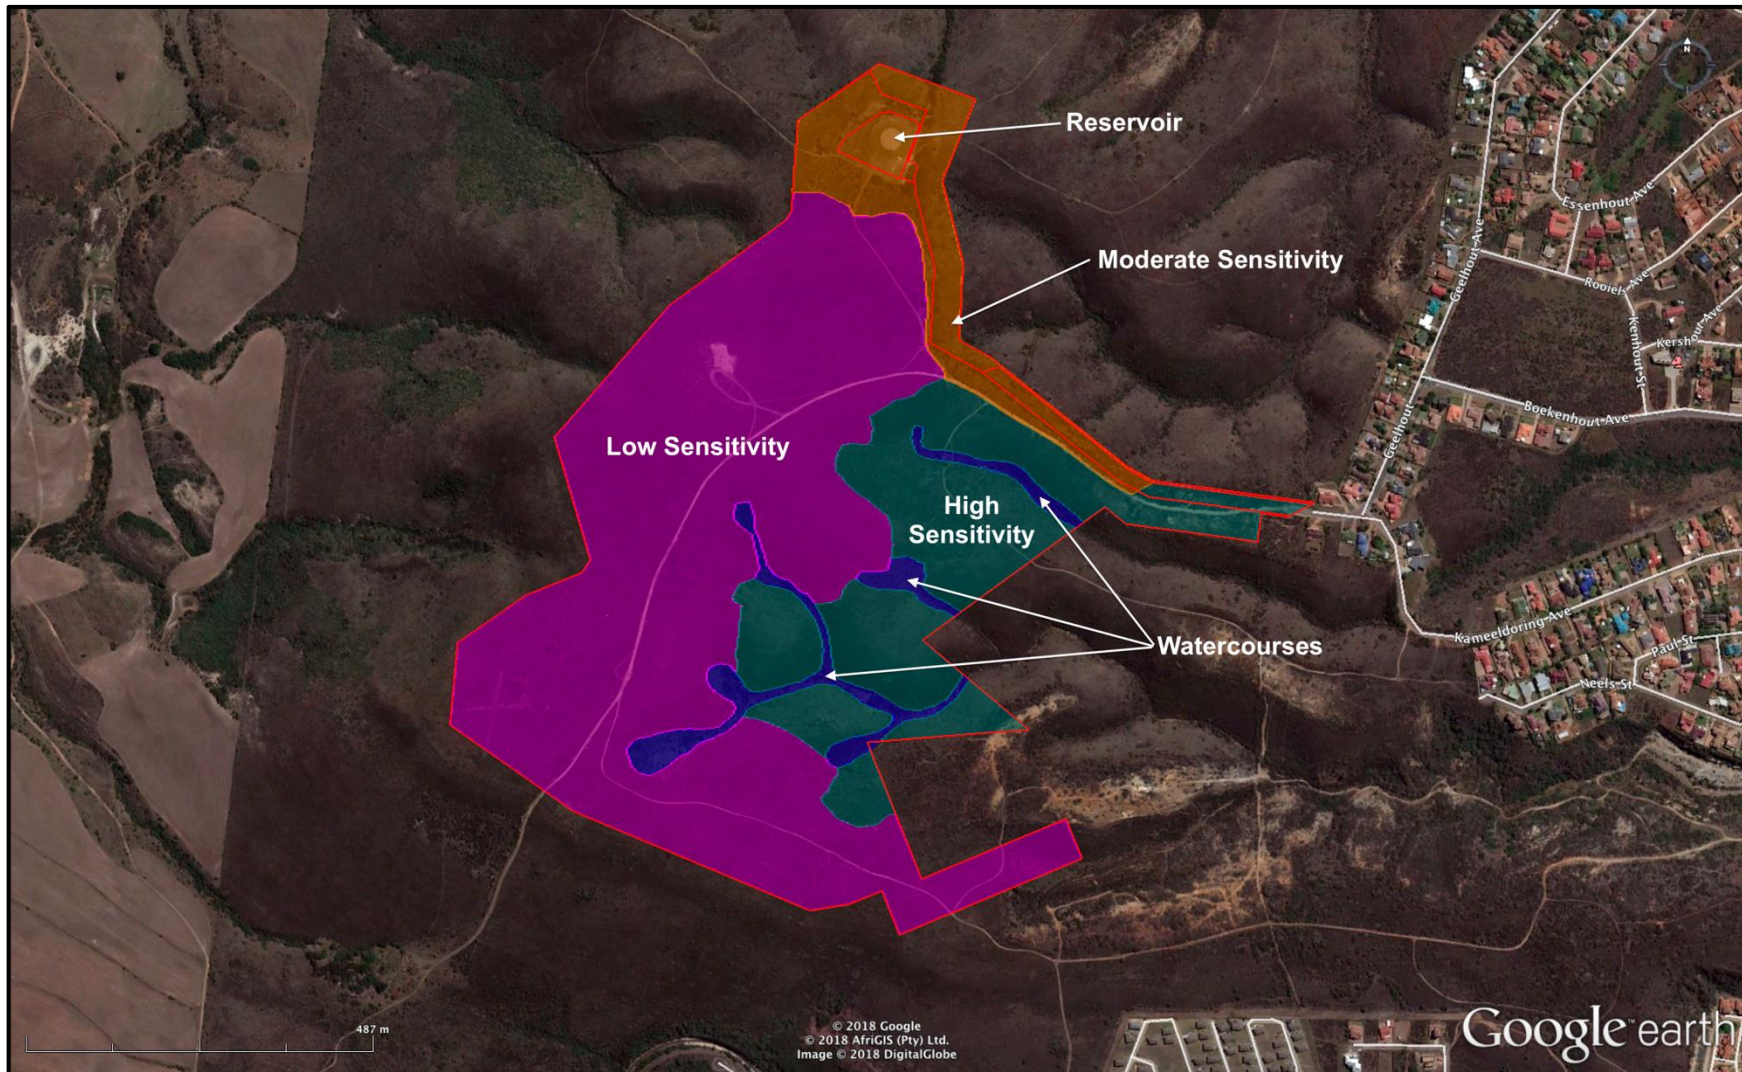 N
Reservoir
Essenhout Ave
Moderate Sensitivity
Geelhout Ave
Rooiels Ave
Kershout Ave
Kenhout St
Boekenhout Ave
Geelhout
Low Sensitivity
High
Sensitivity
Watercourses
Kameeldoring Ave
Paul St
Neels St
487 m
© 2018 Google
© 2018 AfriGIS (Pty) Ltd.
Image © 2018 DigitalGlobe
Google earth